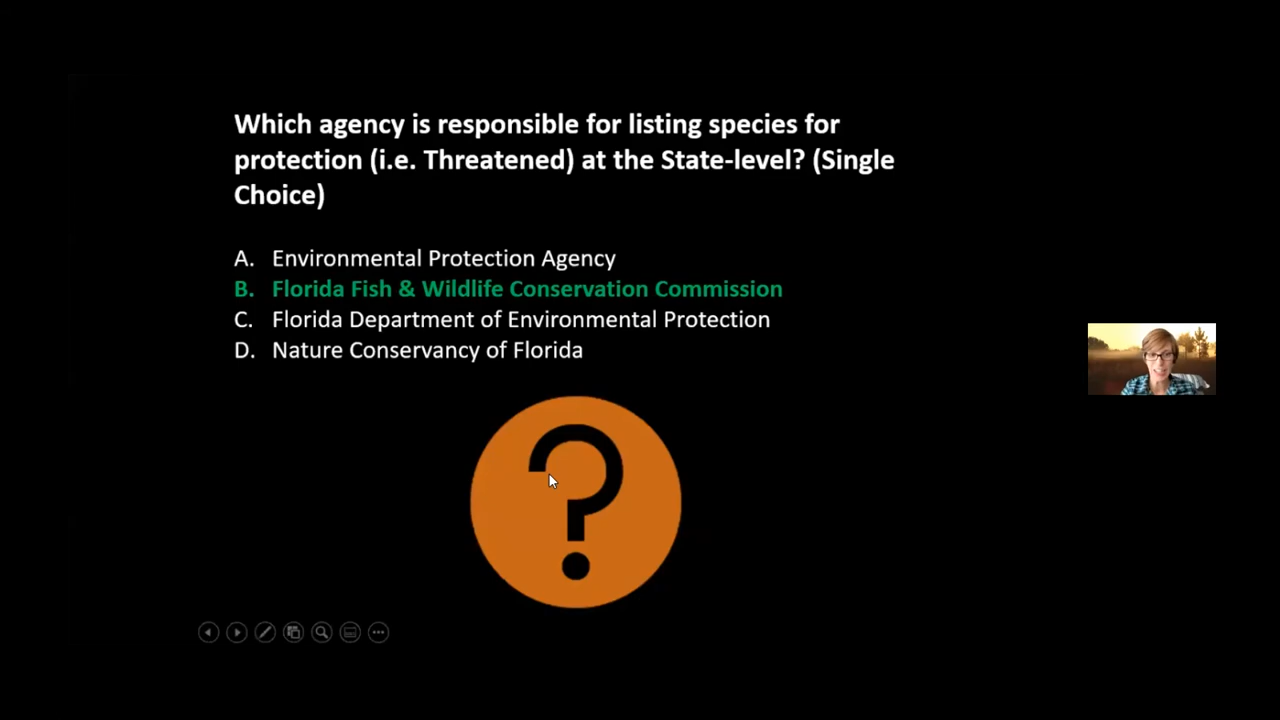 Which agency is responsible for listing species for
protection (i.e. Threatened) at the State-level? (Single
Choice)
A. Environmental Protection Agency
B. Florida Fish & Wildlife Conservation Commission
C. Florida Department of Environmental Protection
D. Nature Conservancy of Florida
?